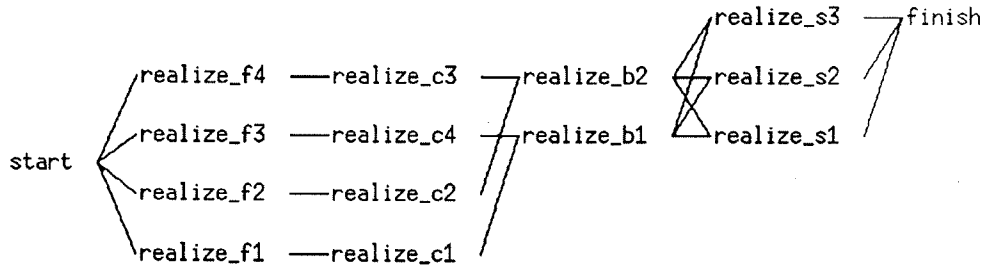 realize_s3 finish
realize_f4 realize_c3 realize_b2 realize_s2
realize_f3 realize_c4 realize_b1 realize_s1
start
realize_f2 realize_c2
realize_f1 realize_c1